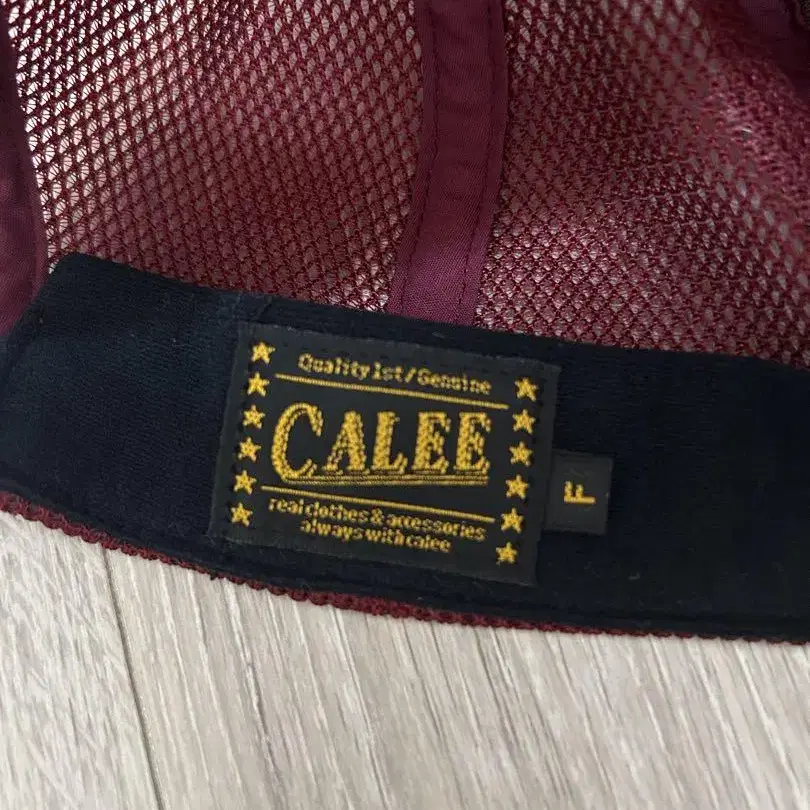 Quality 1st/Genuine
CALEE
real clothes & accessories
always with calee
F